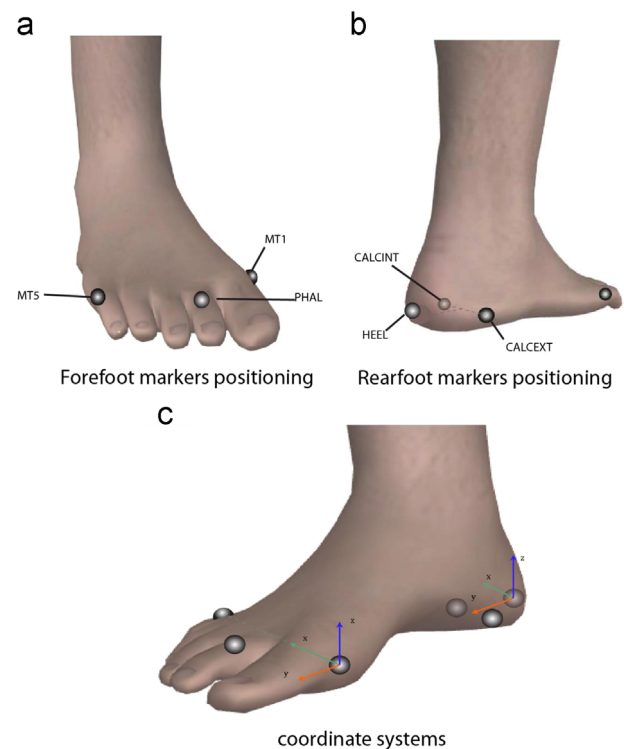 a
b
MT1
MT5
PHAL
CALCINT
HEEL
CALCEXT
Forefoot markers positioning
Rearfoot markers positioning
c
z
x
y
z
x
y
coordinate systems